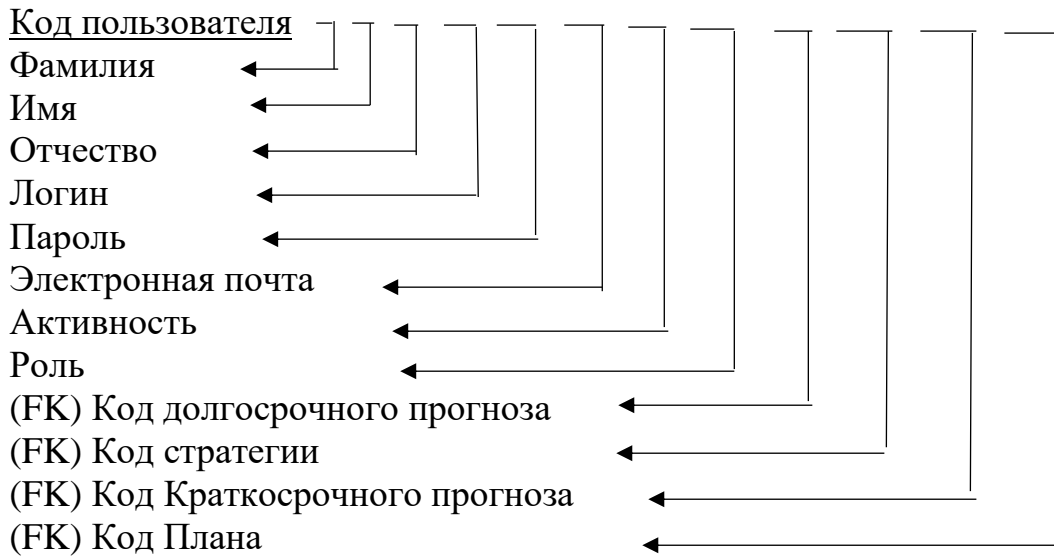 Код пользователя
Фамилия
Имя
Отчество
Логин
Пароль
Электронная почта
Активность
Роль
(FK) Код долгосрочного прогноза
(FK) Код стратегии
(FK) Код Краткосрочного прогноза
(FK) Код Плана